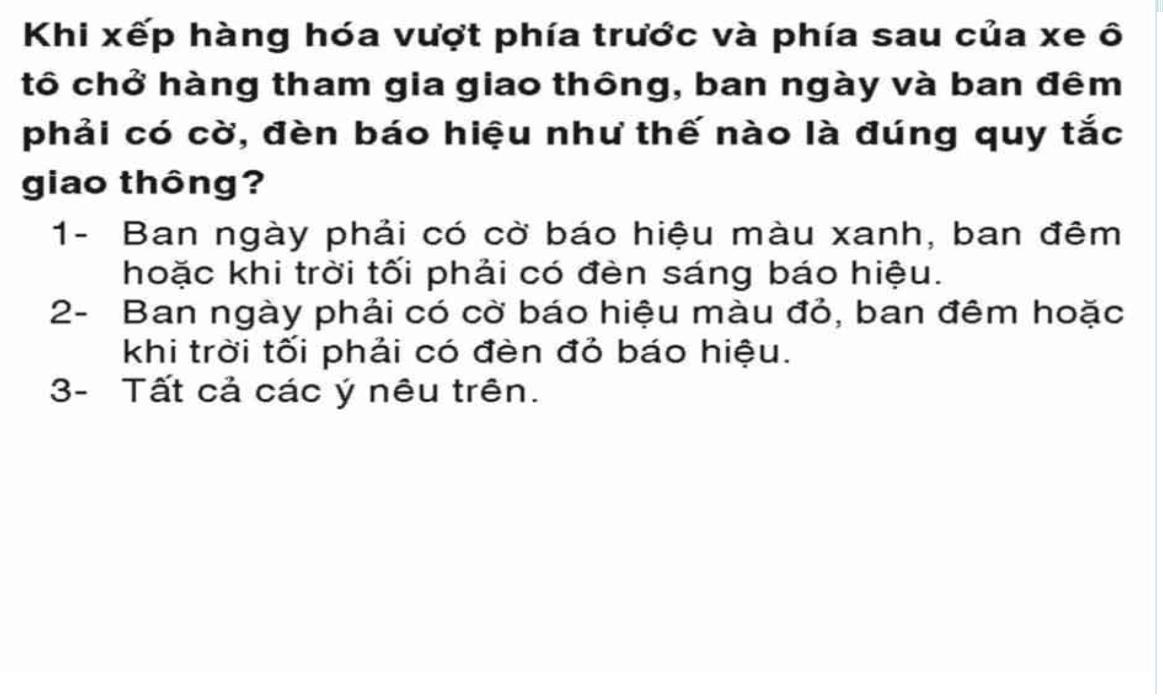 Khi xếp hàng hóa vượt phía trước và phía sau của xe ô
tô chở hàng tham gia giao thông, ban ngày và ban đêm
phải có cờ, đèn báo hiệu như thế nào là đúng quy tắc
giao thông?
1- Ban ngày phải có cờ báo hiệu màu xanh, ban đêm
hoặc khi trời tối phải có đèn sáng báo hiệu.
2- Ban ngày phải có cờ báo hiệu màu đỏ, ban đêm hoặc
khi trời tối phải có đèn đỏ báo hiệu.
3- Tất cả các ý nêu trên.